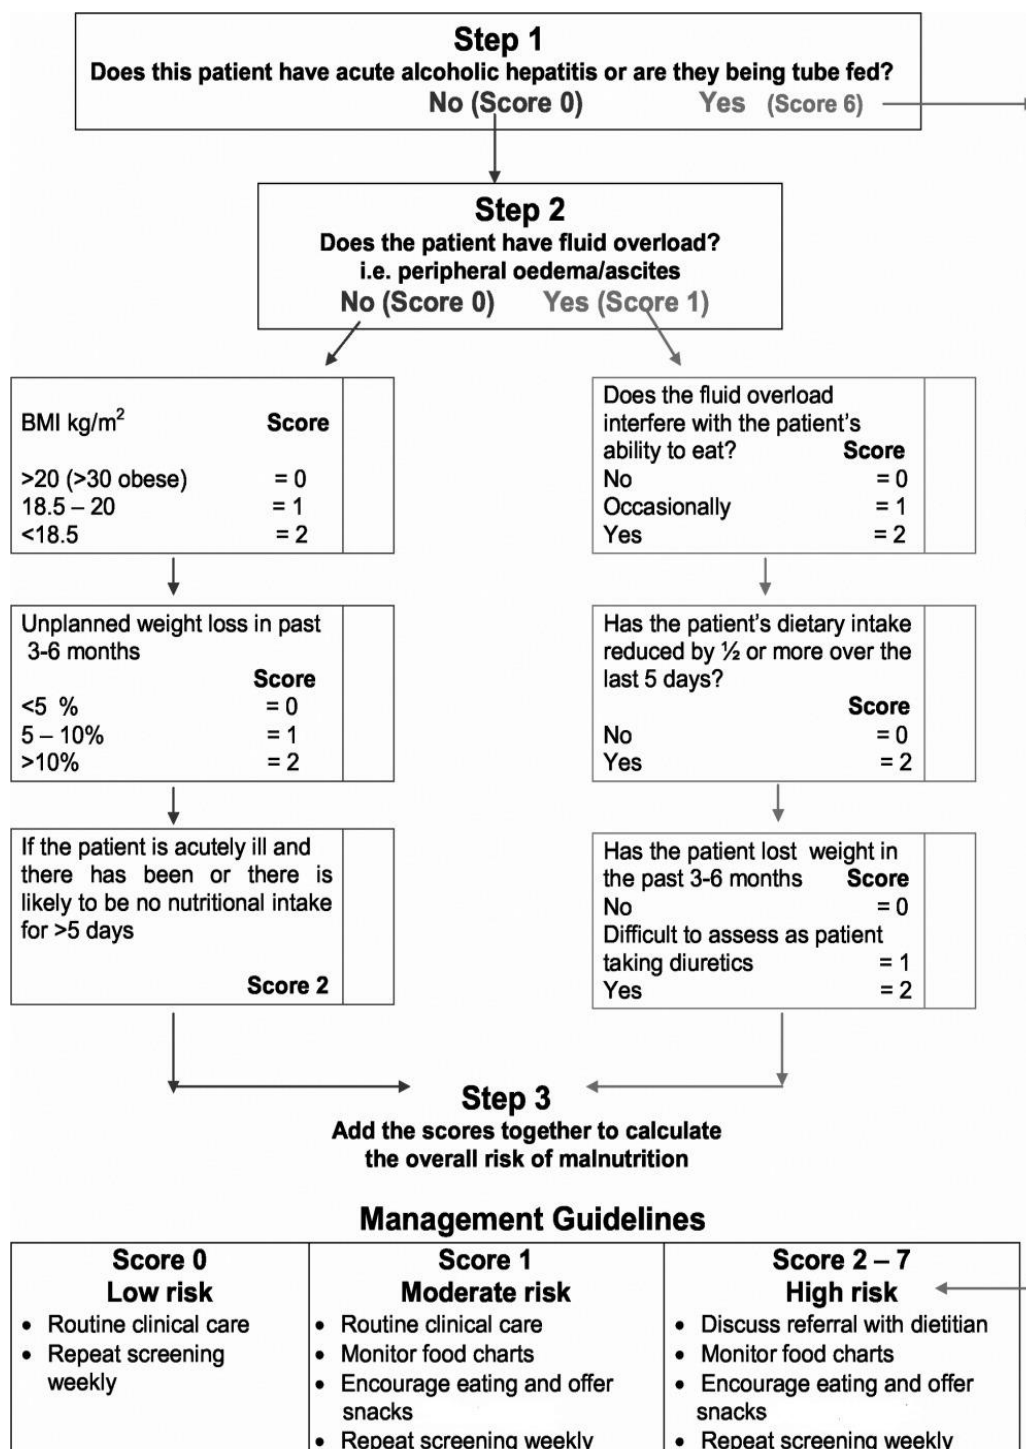 Step 1
Does this patient have acute alcoholic hepatitis or are they being tube fed?
No (Score 0) Yes (Score 6)
Step 2
Does the patient have fluid overload?
i.e. peripheral oedema/ascites
No (Score 0) Yes (Score 1)
BMI kg/m² Score
>20 (>30 obese) = 0
18.5 – 20 = 1
<18.5 = 2
Unplanned weight loss in past
3-6 months
Score
<5 % = 0
5 – 10% = 1
>10% = 2
If the patient is acutely ill and
there has been or there is
likely to be no nutritional intake
for >5 days
Score 2
Does the fluid overload
interfere with the patient's
ability to eat? Score
No = 0
Occasionally = 1
Yes = 2
Has the patient's dietary intake
reduced by ½ or more over the
last 5 days?
Score
No = 0
Yes = 2
Has the patient lost weight in
the past 3-6 months Score
No = 0
Difficult to assess as patient
taking diuretics = 1
Yes = 2
Step 3
Add the scores together to calculate
the overall risk of malnutrition
Management Guidelines
Score 0
Low risk
• Routine clinical care
• Repeat screening
weekly
Score 1
Moderate risk
• Routine clinical care
• Monitor food charts
• Encourage eating and offer
snacks
• Repeat screening weekly
Score 2 – 7
High risk
• Discuss referral with dietitian
• Monitor food charts
• Encourage eating and offer
snacks
• Repeat screening weekly